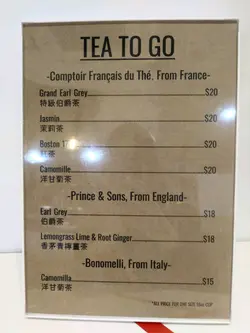 TEA TO GO
-Comptoir Français du Thé, From France-
Grand Earl Grey $20
特級伯爵茶
Jasmin $20
茉莉茶
Boston $20
茶
Camomille $20
洋甘菊茶
-Prince & Sons, From England-
Earl Grey $18
伯爵茶
Lemongrass Lime & Root Ginger $18
香茅青檸薑茶
-Bonomelli, From Italy-
Camomilla $15
洋甘菊茶